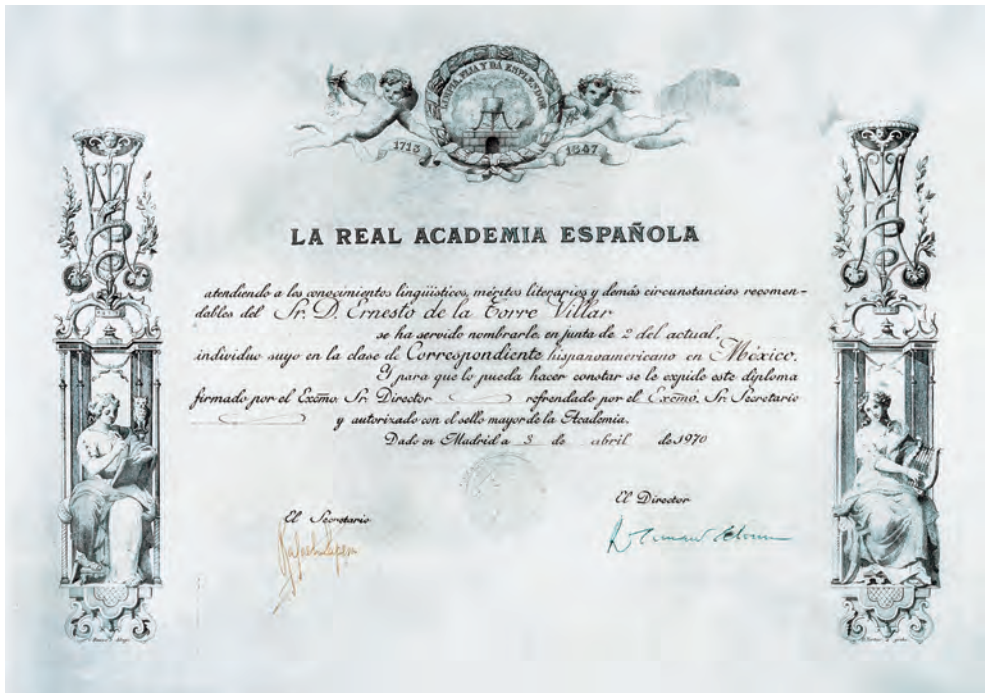 LIMPIA, FIJA Y DA ESPLENDOR
1713 1847
LA REAL ACADEMIA ESPAÑOLA
atendiendo a los conocimientos lingüísticos, méritos literarios y demás circunstancias recomen-
dables del Sr. D. Ernesto de la Torre Villar
se ha servido nombrarle, en junta de 2 del actual,
individuo suyo en la clase de Correspondiente hispanoamericano en México.
Y para que lo pueda hacer constar se le expide este diploma
firmado por el Excmo. Sr. Director refrendado por el Excmo. Sr. Secretario
y autorizado con el sello mayor de la Academia.
Dado en Madrid a 3 de abril de 1970
El Director
El Secretario